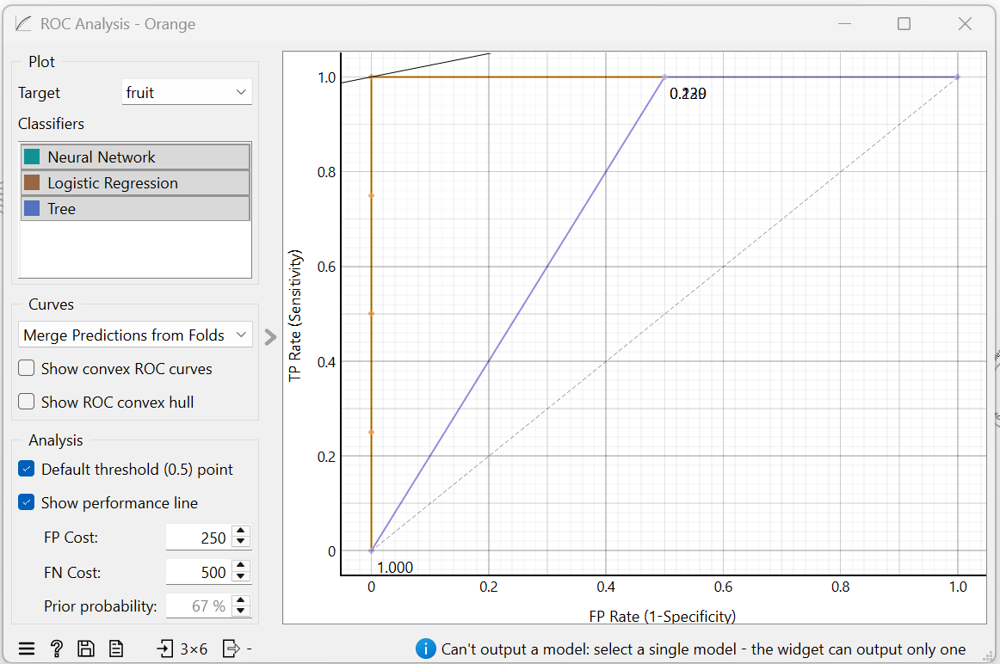 ROC Analysis - Orange
Plot
Target
fruit
Classifiers
Neural Network
Logistic Regression
Tree
Curves
Merge Predictions from Folds
Show convex ROC curves
Show ROC convex hull
Analysis
Default threshold (0.5) point
Show performance line
FP Cost: 250
FN Cost: 500
Prior probability: 67 %
3×6
-
TP Rate (Sensitivity)
1.0
0.8
0.6
0.4
0.2
0
1.000
0 0.2 0.4 0.6 0.8 1.0
FP Rate (1-Specificity)
Can't output a model: select a single model - the widget can output only one